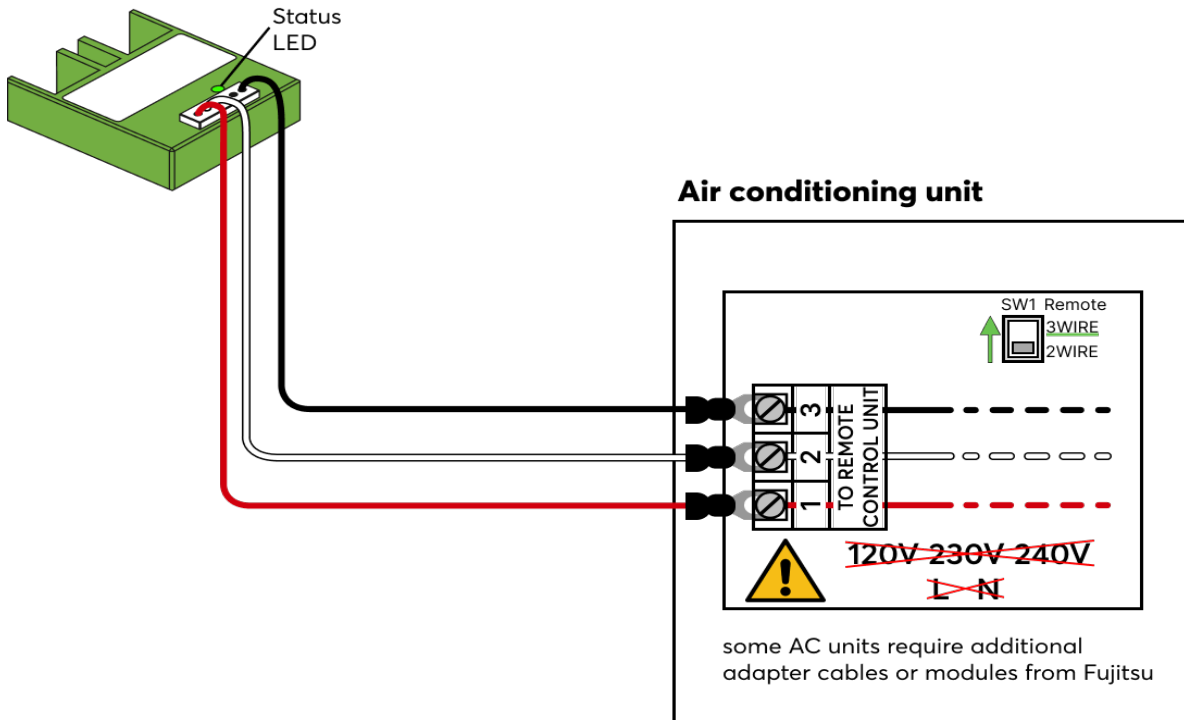 Status
LED
Air conditioning unit
SW1 Remote
3WIRE
2WIRE
3
2
1
TO REMOTE
CONTROL UNIT
120V 230V 240V
L N
some AC units require additional
adapter cables or modules from Fujitsu